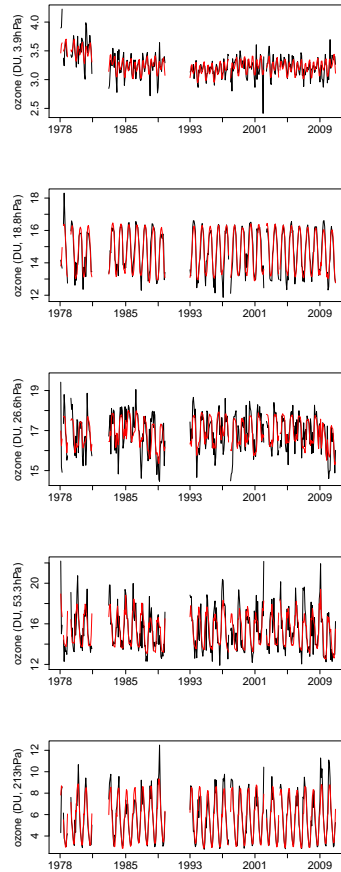 ozone (DU, 3.9hPa)
4.0
3.5
3.0
2.5
1978 1985 1993 2001 2009
ozone (DU, 18.8hPa)
18
16
14
12
1978 1985 1993 2001 2009
ozone (DU, 26.6hPa)
19
17
15
1978 1985 1993 2001 2009
ozone (DU, 53.3hPa)
20
16
12
1978 1985 1993 2001 2009
ozone (DU, 213hPa)
12
10
8
6
4
1978 1985 1993 2001 2009